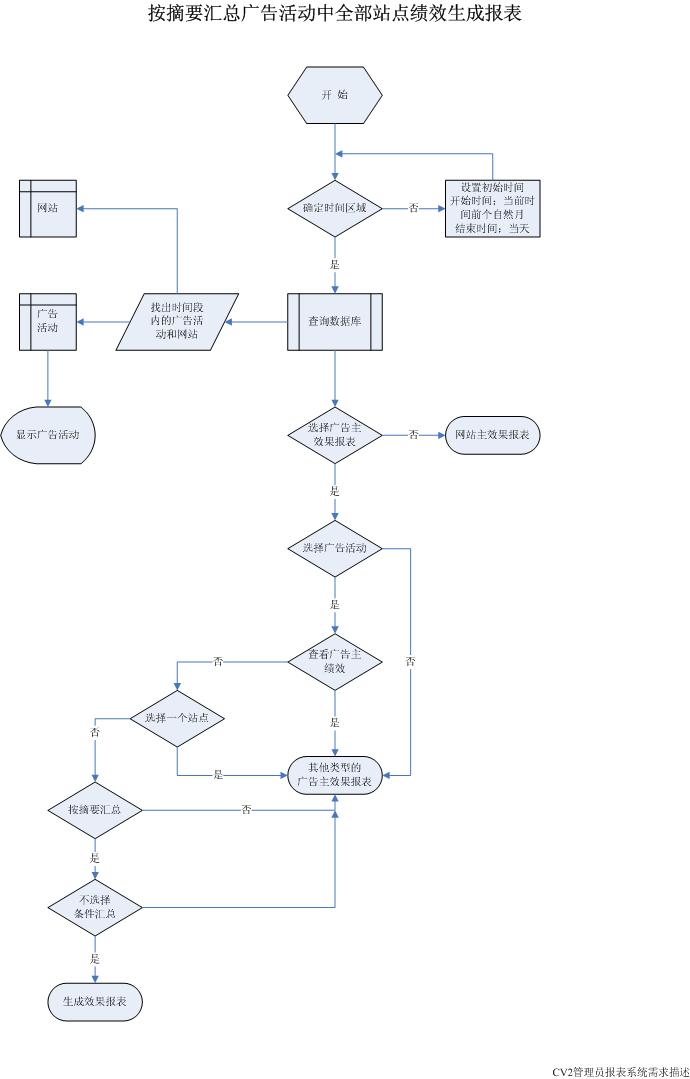 按摘要汇总广告活动中全部站点绩效生成报表
开 始
网站
确定时间区域
否
设置初始时间
开始时间；当前时
间前个自然月
结束时间；当天
是
广告
活动
找出时间段
内的广告活
动和网站
查询数据库
显示广告活动
选择广告主
效果报表
否
网站主效果报表
是
选择广告活动
是
查看广告主
绩效
否
否
选择一个站点
否
是
是
其他类型的
广告主效果报表
按摘要汇总
否
是
不选择
条件汇总
是
生成效果报表
CV2管理员报表系统需求描述